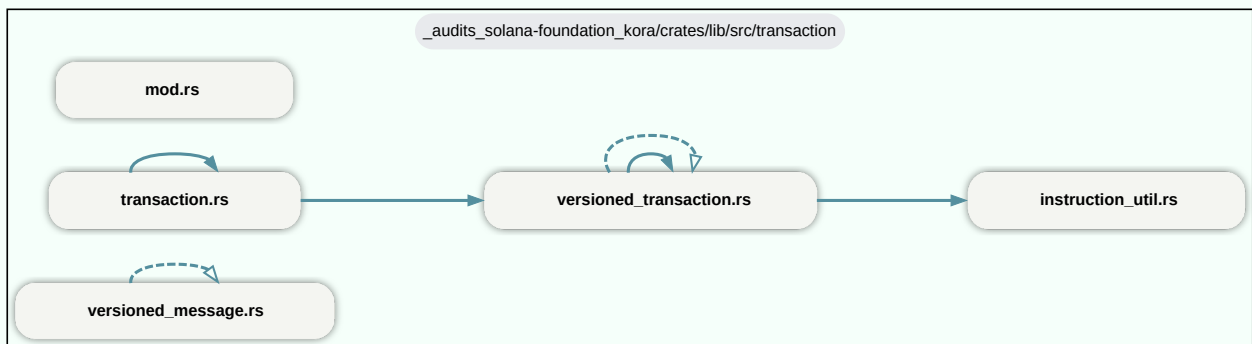 _audits_solana-foundation_kora/crates/lib/src/transaction
mod.rs
transaction.rs
versioned_transaction.rs
instruction_util.rs
versioned_message.rs